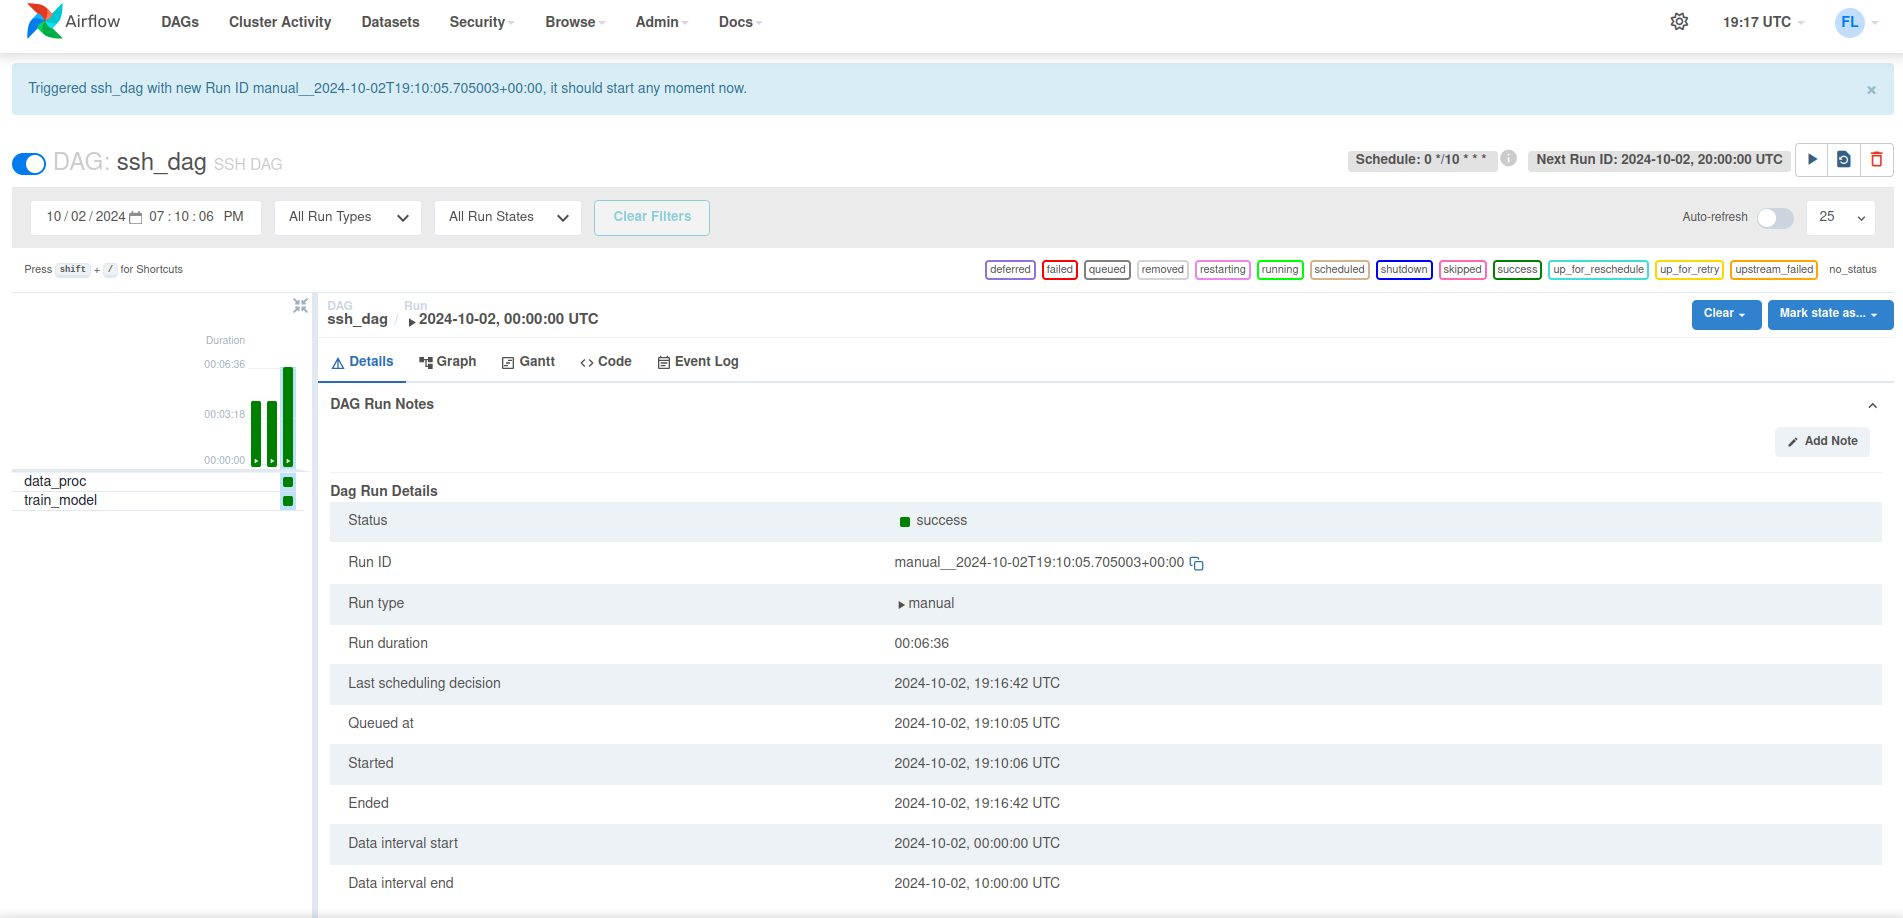 Airflow DAGs Cluster Activity Datasets Security Browse Admin Docs 19:17 UTC FL
Triggered ssh_dag with new Run ID manual__2024-10-02T19:10:05.705003+00:00, it should start any moment now. ×
DAG: ssh_dag SSH DAG Schedule: 0 */10 * * * i Next Run ID: 2024-10-02, 20:00:00 UTC
10/02/2024 07:10:06 PM All Run Types All Run States Clear Filters Auto-refresh 25
Press shift + / for Shortcuts deferred failed queued removed restarting running scheduled shutdown skipped success up_for_reschedule up_for_retry upstream_failed no_status
DAG Run
ssh_dag / 2024-10-02, 00:00:00 UTC Clear Mark state as...
Duration
00:06:36
00:03:18
00:00:00
data_proc
train_model
Details Graph Gantt Code Event Log
DAG Run Notes
Add Note
Dag Run Details
Status success
Run ID manual__2024-10-02T19:10:05.705003+00:00
Run type manual
Run duration 00:06:36
Last scheduling decision 2024-10-02, 19:16:42 UTC
Queued at 2024-10-02, 19:10:05 UTC
Started 2024-10-02, 19:10:06 UTC
Ended 2024-10-02, 19:16:42 UTC
Data interval start 2024-10-02, 00:00:00 UTC
Data interval end 2024-10-02, 10:00:00 UTC